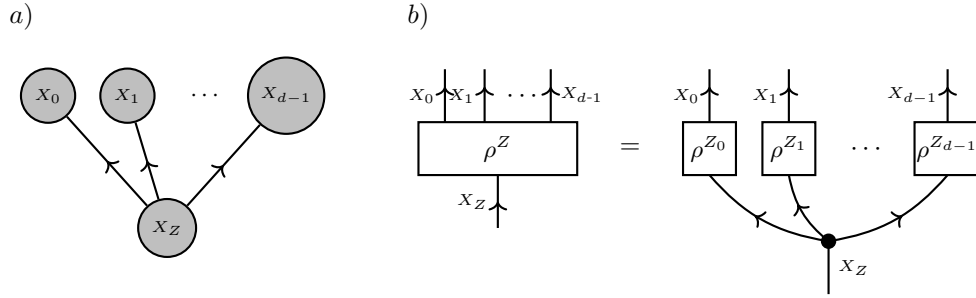 a)
X_0 X_1 ⋯ X_{d−1}
X_Z
b)
X_0 X_1 ⋯ X_{d-1}
ρ^Z
X_Z
=
X_0 X_1 X_{d−1}
ρ^{Z_0} ρ^{Z_1} ⋯ ρ^{Z_{d−1}}
X_Z